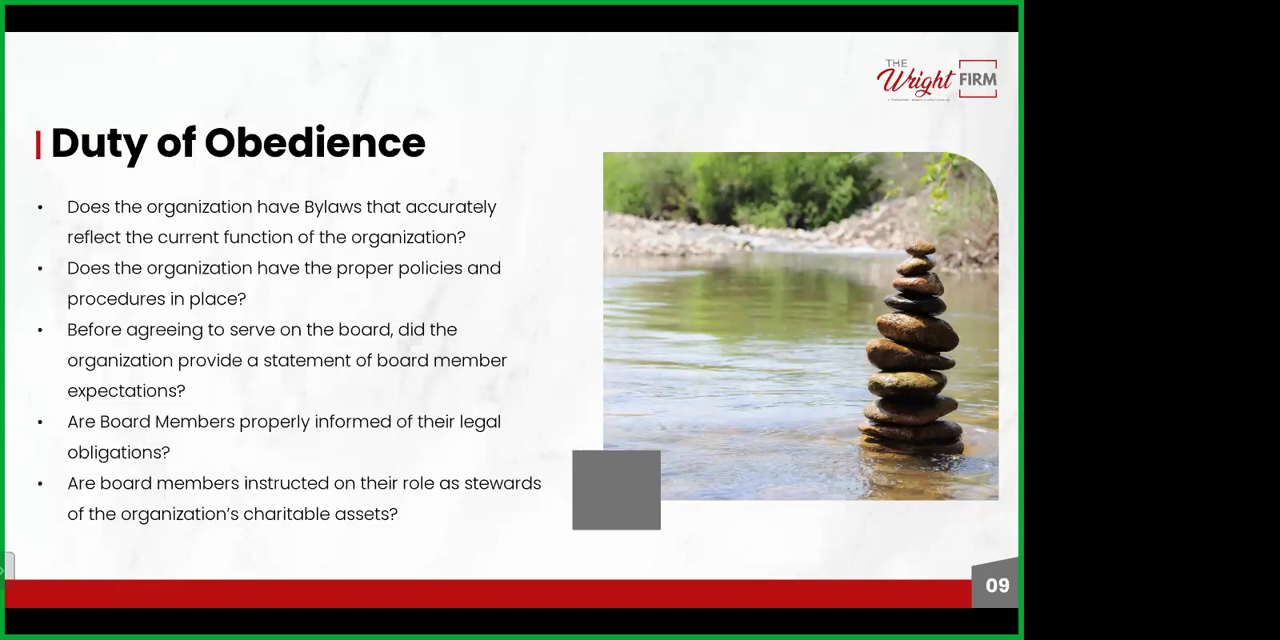 THE
Wright FIRM
Duty of Obedience
• Does the organization have Bylaws that accurately
reflect the current function of the organization?
• Does the organization have the proper policies and
procedures in place?
• Before agreeing to serve on the board, did the
organization provide a statement of board member
expectations?
• Are Board Members properly informed of their legal
obligations?
• Are board members instructed on their role as stewards
of the organization’s charitable assets?
09